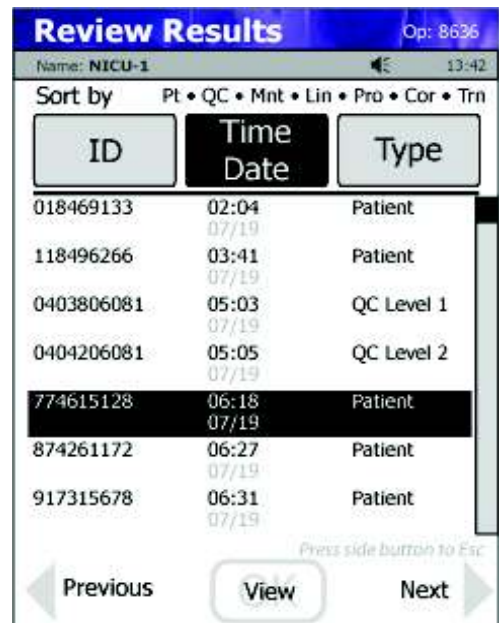 Review Results Op: 8636
Name: NICU-1 13:42
Sort by Pt • QC • Mnt • Lin • Pro • Cor • Trn
ID Time Date Type
018469133 02:04 Patient
07/19
118496266 03:41 Patient
07/19
0403806081 05:03 QC Level 1
07/19
0404206081 05:05 QC Level 2
07/19
774615128 06:18 Patient
07/19
874261172 06:27 Patient
07/19
917315678 06:31 Patient
07/19
Press side button to Esc
Previous View OK Next